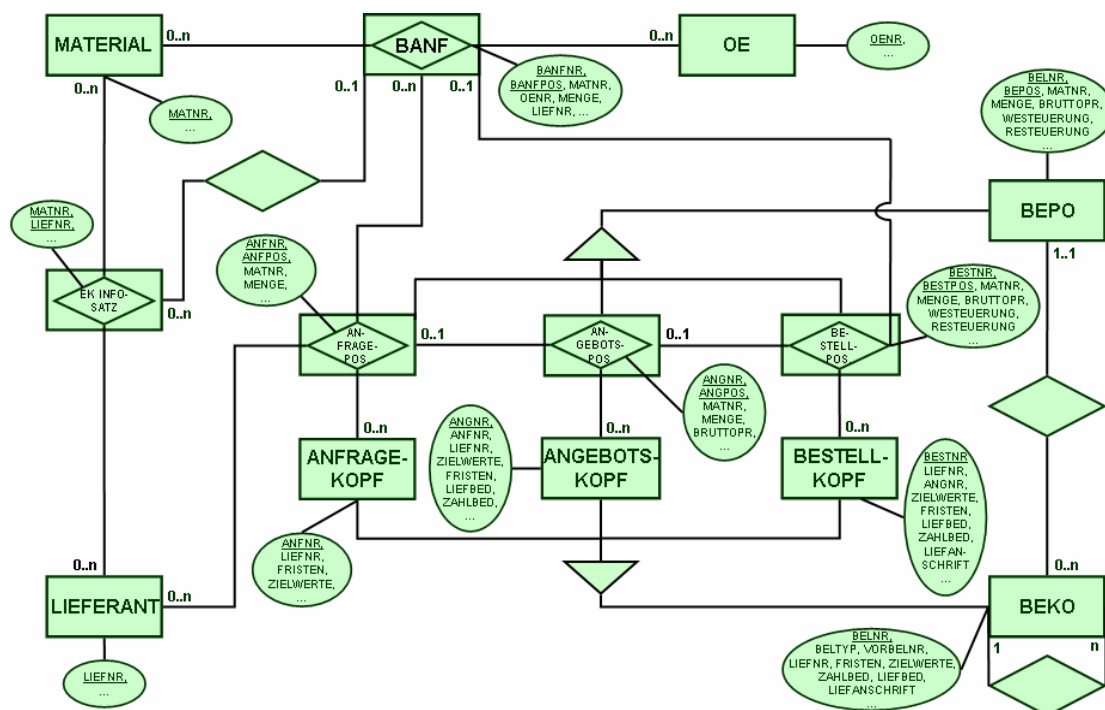 MATERIAL
0..n
BANF
0..n
OE
OENR,
...
0..n
0..1
0..n
0..1
BANFNR,
BANFPOS, MATNR,
OENR, MENGE,
LIEFNR, ...
MATNR,
...
BELNR,
BEPOS, MATNR,
MENGE, BRUTTOPR,
WESTEUERUNG,
RESTEUERUNG
...
BEPO
1..1
MATNR,
LIEFNR,
...
EK INFO-
SATZ
0..n
ANFNR,
ANFPOS,
MATNR,
MENGE,
...
AN-
FRAGE-
POS.
0..1
AN-
GEBOTS-
POS.
0..1
BE-
STELL-
POS.
BESTNR,
BESTPOS, MATNR,
MENGE, BRUTTOPR,
WESTEUERUNG,
RESTEUERUNG
...
ANGNR,
ANGPOS,
MATNR,
MENGE,
BRUTTOPR,
...
0..n
0..n
0..n
ANFRAGE-
KOPF
ANGNR,
ANFNR,
LIEFNR,
ZIELWERTE,
FRISTEN,
LIEFBED,
ZAHLBED,
...
ANGEBOTS-
KOPF
BESTELL-
KOPF
BESTNR
LIEFNR,
ANGNR,
ZIELWERTE,
FRISTEN,
LIEFBED,
ZAHLBED,
LIEFAN-
SCHRIFT
...
ANFNR,
LIEFNR,
FRISTEN,
ZIELWERTE,
...
0..n
LIEFERANT
0..n
LIEFNR,
...
0..n
BEKO
1
n
BELNR,
BELTYP, VORBELNR,
LIEFNR, FRISTEN, ZIELWERTE,
ZAHLBED, LIEFBED,
LIEFANSCHRIFT
...